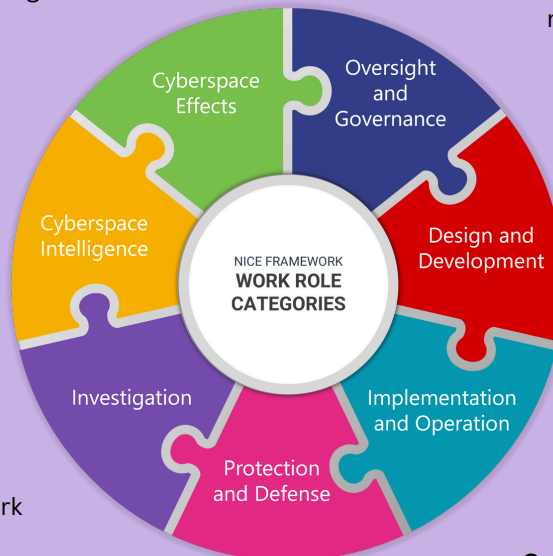 Cyberspace
Effects
Oversight
and
Governance
Cyberspace
Intelligence
Design and
Development
NICE FRAMEWORK
WORK ROLE
CATEGORIES
Investigation
Implementation
and Operation
Protection
and Defense